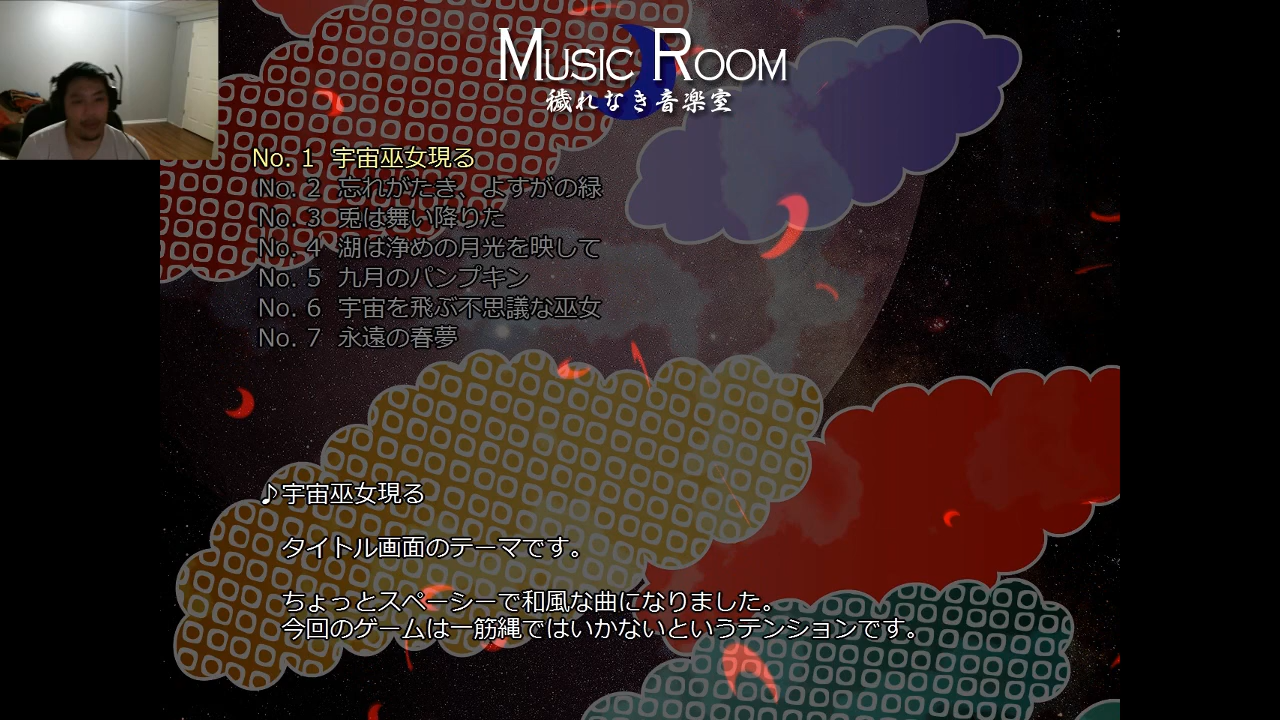 Music Room
穢れなき音楽室
No. 1 宇宙巫女現る
No. 2 忘れがたき、よすがの緑
No. 3 兎は舞い降りた
No. 4 湖は浄めの月光を映して
No. 5 九月のパンプキン
No. 6 宇宙を飛ぶ不思議な巫女
No. 7 永遠の春夢
♪宇宙巫女現る
タイトル画面のテーマです。
ちょっとスペーシーで和風な曲になりました。
今回のゲームは一筋縄ではいかないというテンションです。